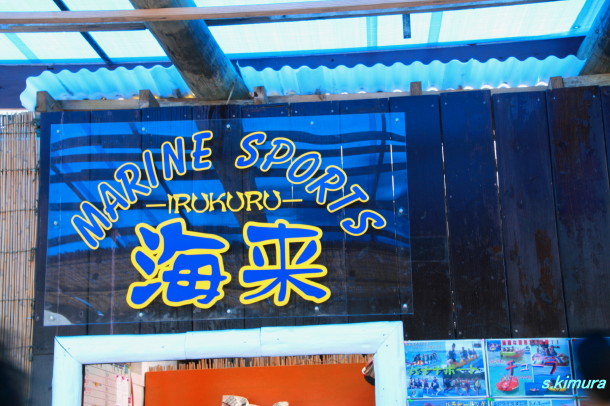 MARINE SPORTS
-IRUKURU-
海来
s.kimura